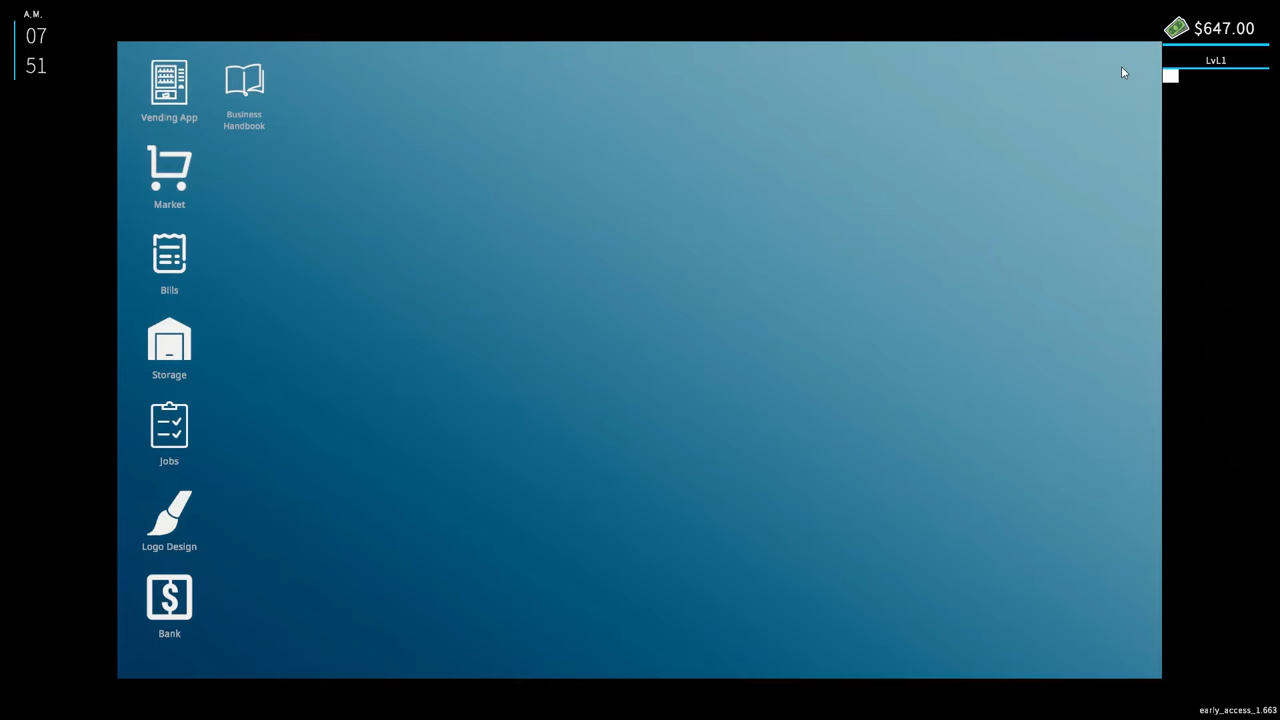 A.M.
07
51
$647.00
LvL1
Vending App
Business
Handbook
Market
Bills
Storage
Jobs
Logo Design
$
Bank
early_access_1.663